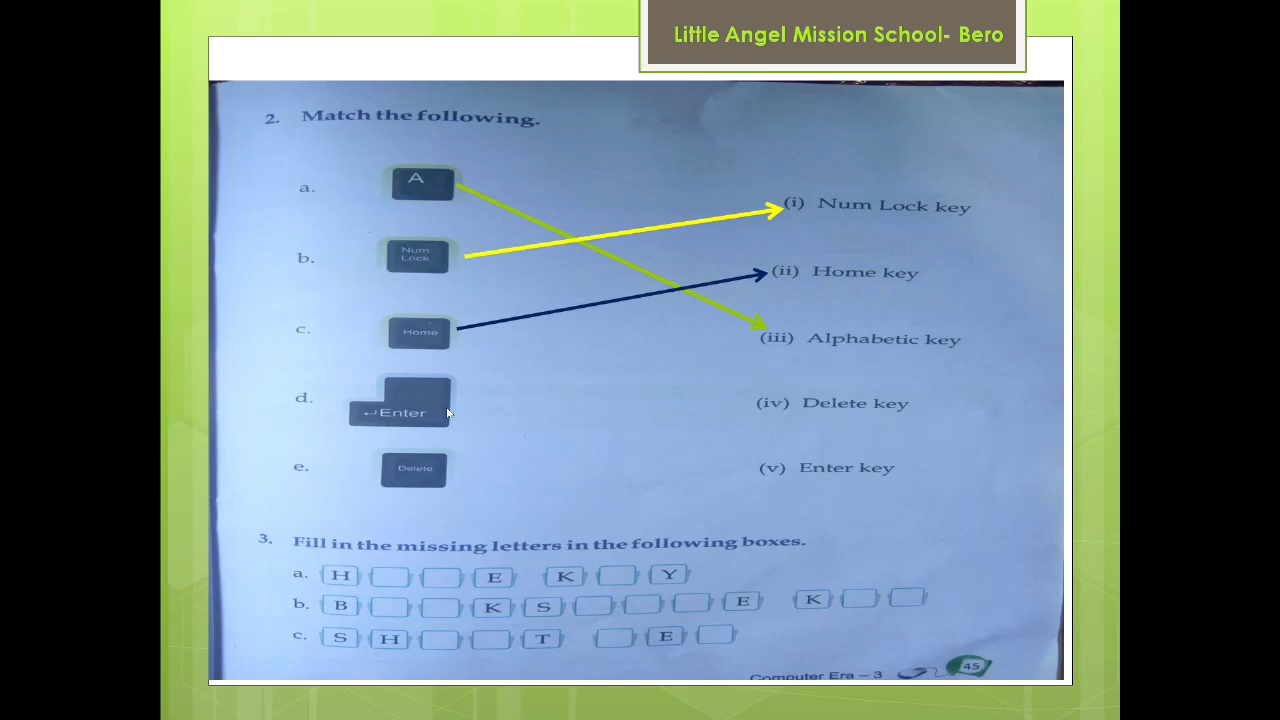 Little Angel Mission School- Bero
2. Match the following.
a. A
(i) Num Lock key
b. Num Lock
(ii) Home key
c. Home
(iii) Alphabetic key
d. ↵Enter
(iv) Delete key
e. Delete
(v) Enter key
3. Fill in the missing letters in the following boxes.
a. H E K Y
b. B K S E K
c. S H T E
Computer Era – 3 45